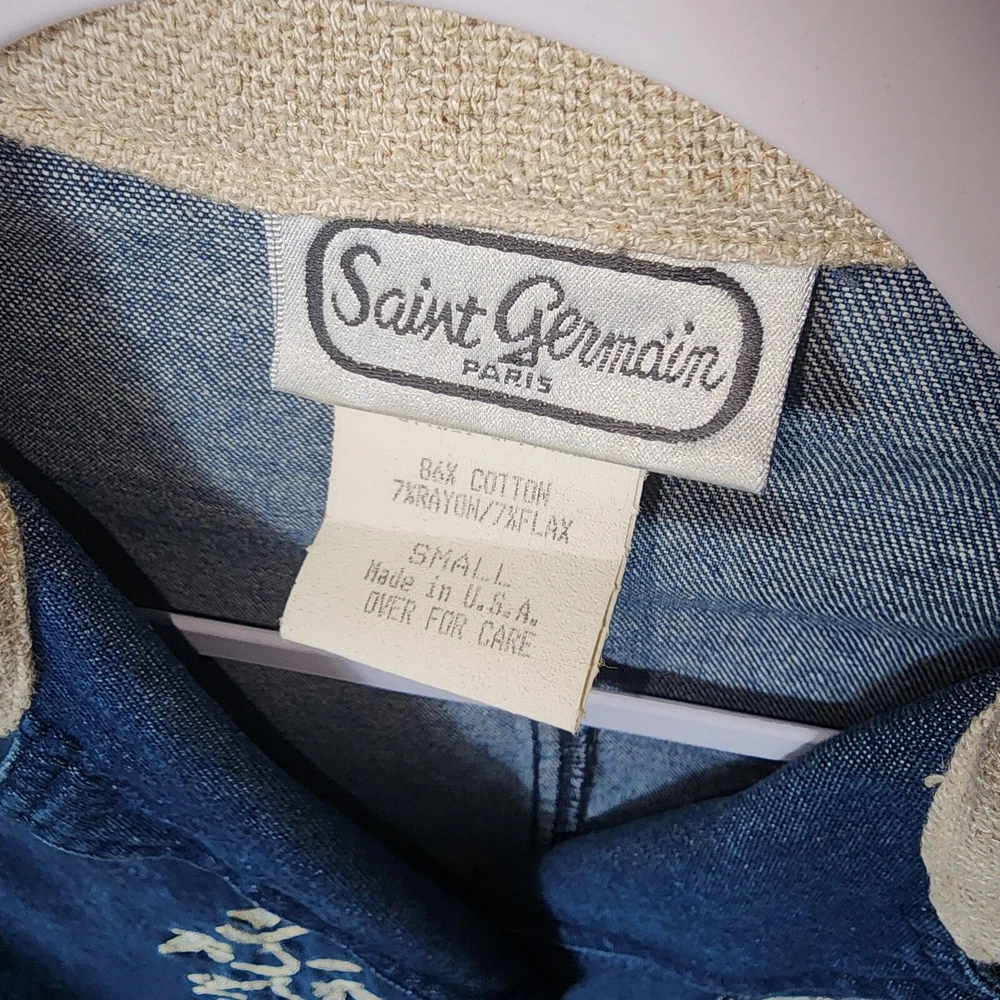 Saint Germain
PARIS
86% COTTON
7%RAYON/7%FLAX
SMALL
Made in U.S.A.
OVER FOR CARE